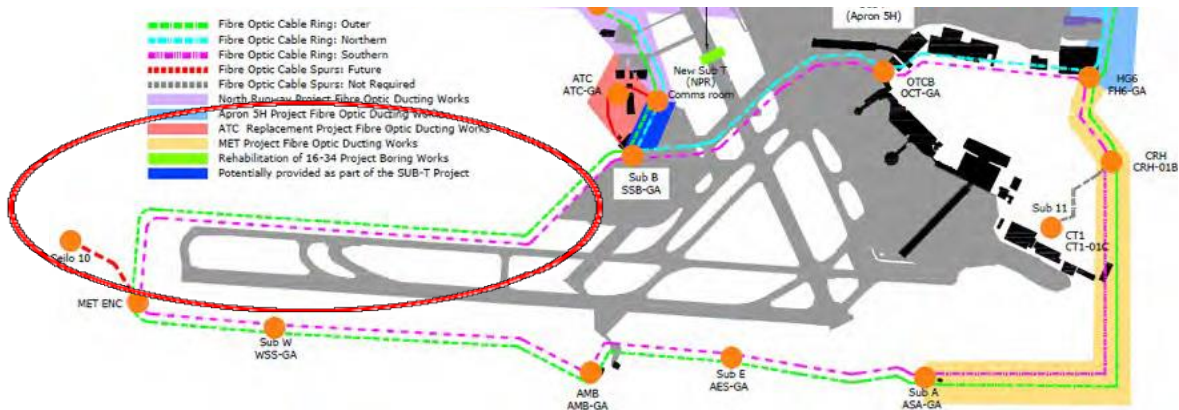 Fibre Optic Cable Ring: Outer
Fibre Optic Cable Ring: Northern
Fibre Optic Cable Ring: Southern
Fibre Optic Cable Spurs: Future
Fibre Optic Cable Spurs: Not Required
North Runway Project Fibre Optic Ducting Works
Apron 5H Project Fibre Optic Ducting Works
ATC Replacement Project Fibre Optic Ducting Works
MET Project Fibre Optic Ducting Works
Rehabilitation of 16-34 Project Boring Works
Potentially provided as part of the SUB-T Project
(Apron 5H)
ATC
ATC-GA
New Sub T
(NPR)
Comms room
OTCB
OCT-GA
HG6
FH6-GA
Sub B
SSB-GA
CRH
CRH-01B
Sub 11
CT1
CT1-01C
Seilo 10
MET ENC
Sub W
WSS-GA
AMB
AMB-GA
Sub E
AES-GA
Sub A
ASA-GA